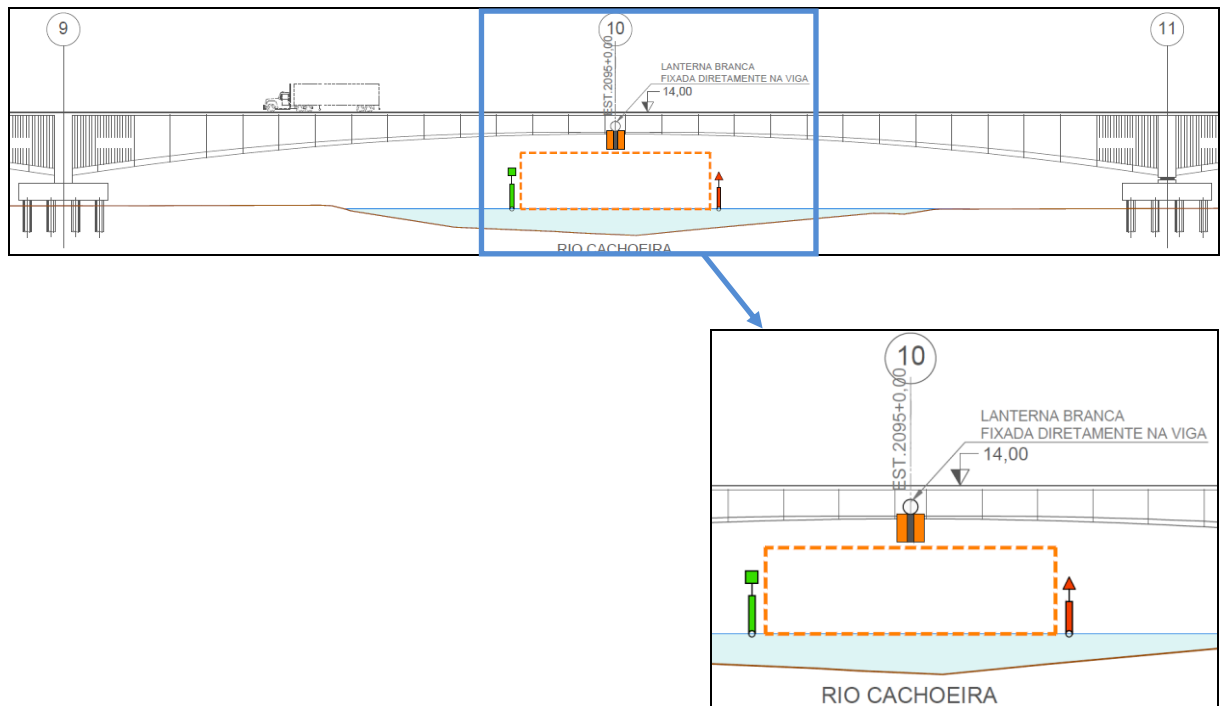 9
10
11
EST.2095+0,00
LANTERNA BRANCA
FIXADA DIRETAMENTE NA VIGA
14,00
RIO CACHOEIRA
10
EST.2095+0,00
LANTERNA BRANCA
FIXADA DIRETAMENTE NA VIGA
14,00
RIO CACHOEIRA